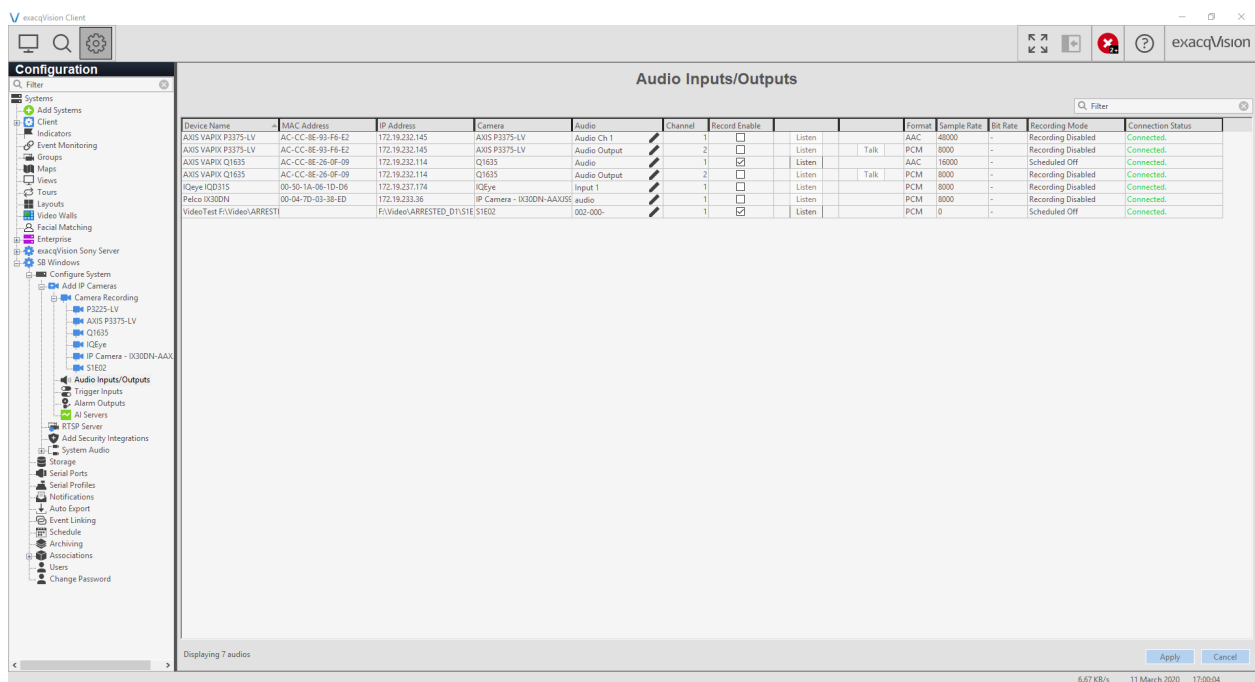 exacqVision Client
2+
exacqVision
Configuration
Filter
Systems
Add Systems
Client
Indicators
Event Monitoring
Groups
Maps
Views
Tours
Layouts
Video Walls
Facial Matching
Enterprise
exacqVision Sony Server
SB Windows
Configure System
Add IP Cameras
Camera Recording
P3225-LV
AXIS P3375-LV
Q1635
IQEye
IP Camera - IX30DN-AAX
S1E02
Audio Inputs/Outputs
Trigger Inputs
Alarm Outputs
AI Servers
RTSP Server
Add Security Integrations
System Audio
Storage
Serial Ports
Serial Profiles
Notifications
Auto Export
Event Linking
Schedule
Archiving
Associations
Users
Change Password
Audio Inputs/Outputs
Filter
Device Name MAC Address IP Address Camera Audio Channel Record Enable Format Sample Rate Bit Rate Recording Mode Connection Status
AXIS VAPIX P3375-LV AC-CC-8E-93-F6-E2 172.19.232.145 AXIS P3375-LV Audio Ch 1 1 Listen AAC 48000 - Recording Disabled Connected.
AXIS VAPIX P3375-LV AC-CC-8E-93-F6-E2 172.19.232.145 AXIS P3375-LV Audio Output 2 Listen Talk PCM 8000 - Recording Disabled Connected.
AXIS VAPIX Q1635 AC-CC-8E-26-0F-09 172.19.232.114 Q1635 Audio 1 Listen AAC 16000 - Scheduled Off Connected.
AXIS VAPIX Q1635 AC-CC-8E-26-0F-09 172.19.232.114 Q1635 Audio Output 2 Listen Talk PCM 8000 - Recording Disabled Connected.
IQeye IQD31S 00-50-1A-06-1D-D6 172.19.237.174 IQEye Input 1 1 Listen PCM 8000 - Recording Disabled Connected.
Pelco IX30DN 00-04-7D-03-38-ED 172.19.233.36 IP Camera - IX30DN-AAXJS9 audio 1 Listen PCM 8000 - Recording Disabled Connected.
VideoTest F:\Video\ARRESTI F:\Video\ARRESTED_D1\S1E S1E02 002-000- 1 Listen PCM 0 - Scheduled Off Connected.
Displaying 7 audios
Apply Cancel
6.67 KB/s 11 March 2020 17:00:04